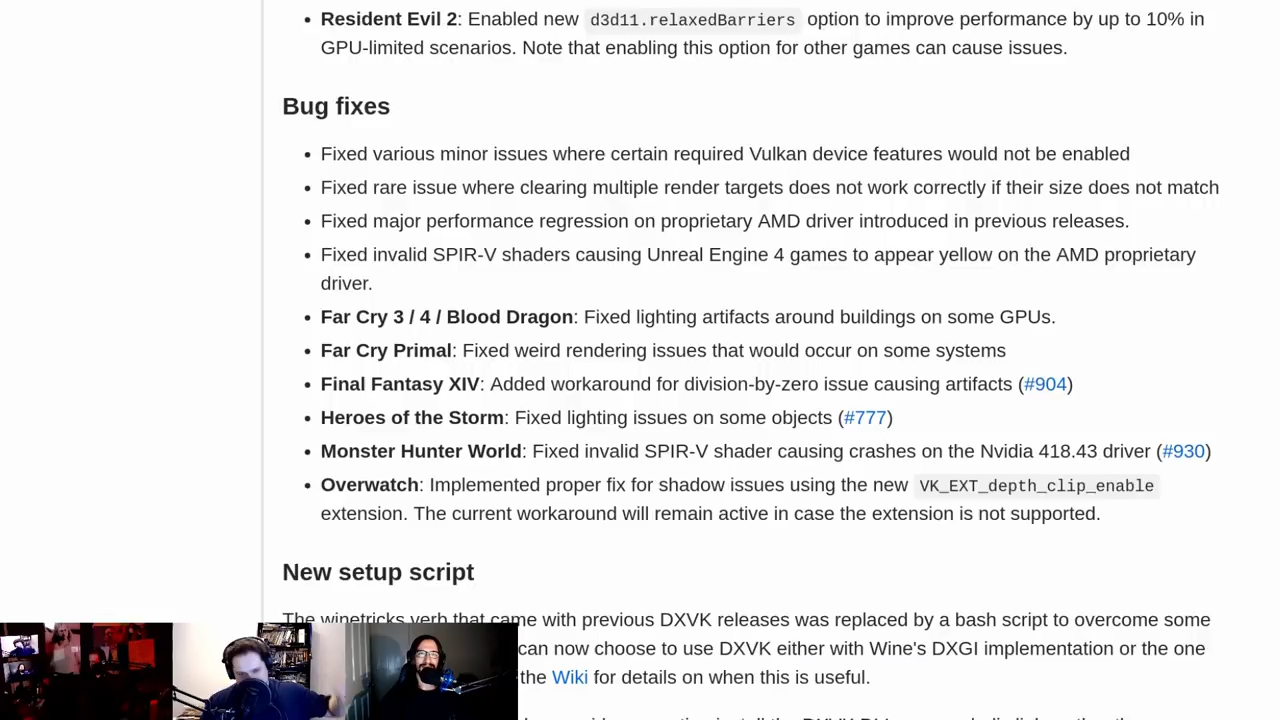 • Resident Evil 2: Enabled new d3d11.relaxedBarriers option to improve performance by up to 10% in
GPU-limited scenarios. Note that enabling this option for other games can cause issues.
Bug fixes
• Fixed various minor issues where certain required Vulkan device features would not be enabled
• Fixed rare issue where clearing multiple render targets does not work correctly if their size does not match
• Fixed major performance regression on proprietary AMD driver introduced in previous releases.
• Fixed invalid SPIR-V shaders causing Unreal Engine 4 games to appear yellow on the AMD proprietary
driver.
• Far Cry 3 / 4 / Blood Dragon: Fixed lighting artifacts around buildings on some GPUs.
• Far Cry Primal: Fixed weird rendering issues that would occur on some systems
• Final Fantasy XIV: Added workaround for division-by-zero issue causing artifacts (#904)
• Heroes of the Storm: Fixed lighting issues on some objects (#777)
• Monster Hunter World: Fixed invalid SPIR-V shader causing crashes on the Nvidia 418.43 driver (#930)
• Overwatch: Implemented proper fix for shadow issues using the new VK_EXT_depth_clip_enable
extension. The current workaround will remain active in case the extension is not supported.
New setup script
The winetricks verb that came with previous DXVK releases was replaced by a bash script to overcome some
can now choose to use DXVK either with Wine's DXGI implementation or the one
the Wiki for details on when this is useful.